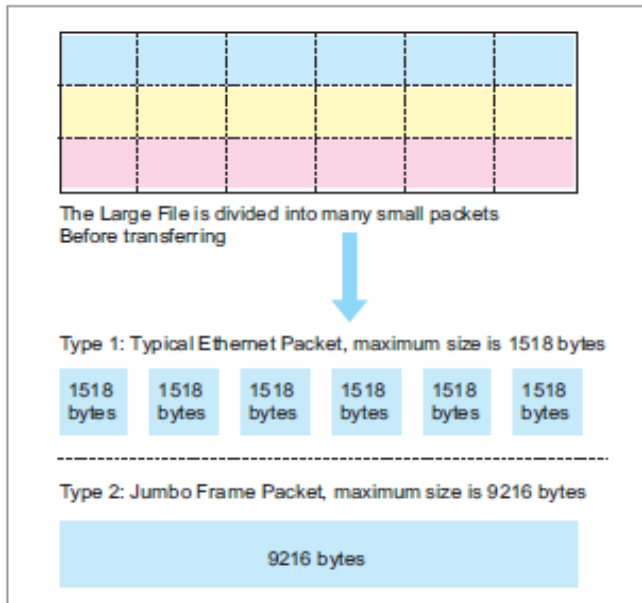 The Large File is divided into many small packets
Before transferring
Type 1: Typical Ethernet Packet, maximum size is 1518 bytes
1518 1518 1518 1518 1518 1518
bytes bytes bytes bytes bytes bytes
Type 2: Jumbo Frame Packet, maximum size is 9216 bytes
9216 bytes